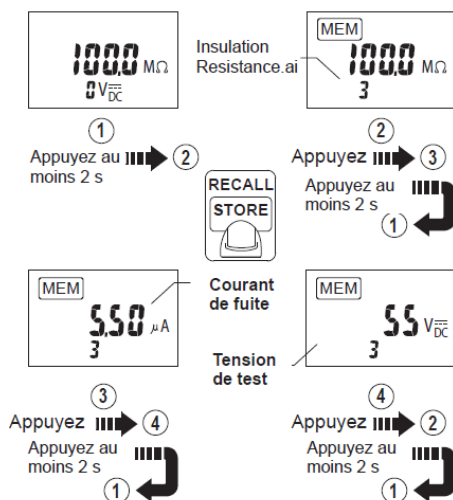 100.0 MΩ
0 V DC
①
Appuyez au
moins 2 s
②
Insulation
Resistance.ai
MEM
100.0 MΩ
3
②
Appuyez ③
Appuyez au
moins 2 s
①
RECALL
STORE
MEM
5.50 μA
3
Courant
de fuite
③
Appuyez ④
Appuyez au
moins 2 s
①
MEM
55 V DC
3
Tension
de test
④
Appuyez ②
Appuyez au
moins 2 s
①